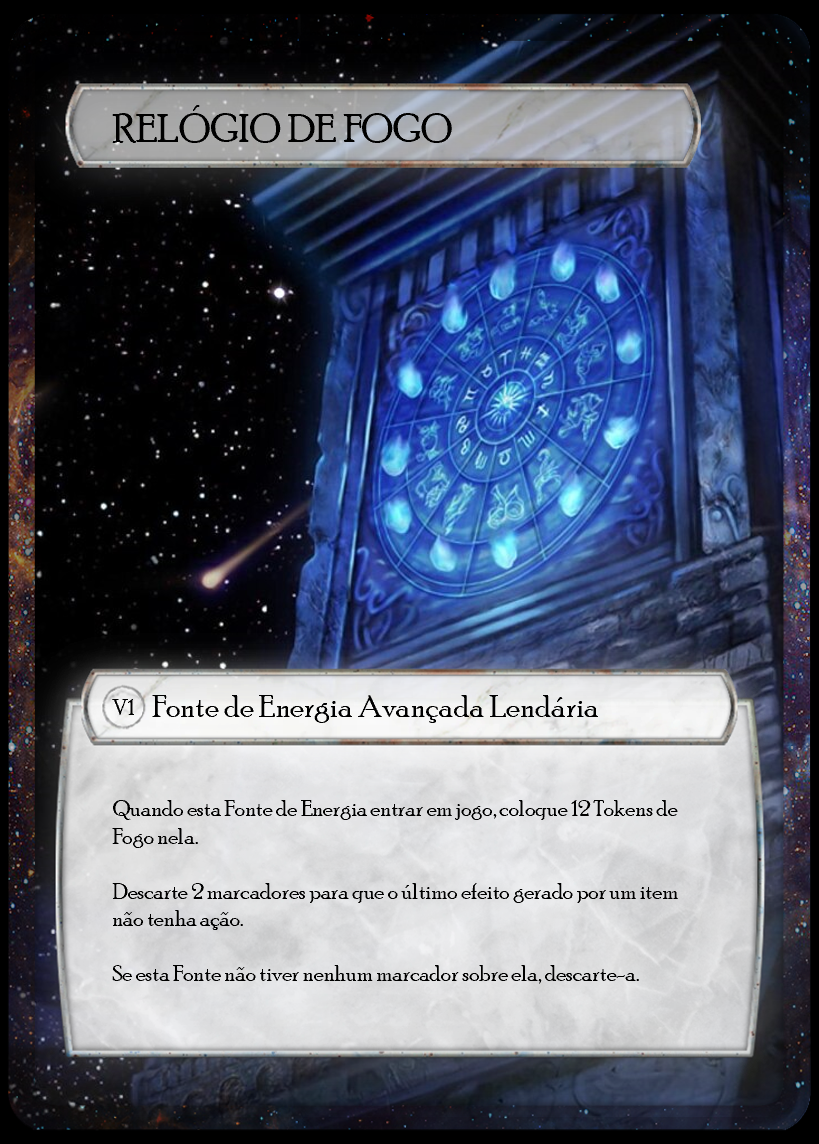 RELÓGIO DE FOGO
V1 Fonte de Energia Avançada Lendária
Quando esta Fonte de Energia entrar em jogo, coloque 12 Tokens de
Fogo nela.
Descarte 2 marcadores para que o último efeito gerado por um item
não tenha ação.
Se esta Fonte não tiver nenhum marcador sobre ela, descarte-a.